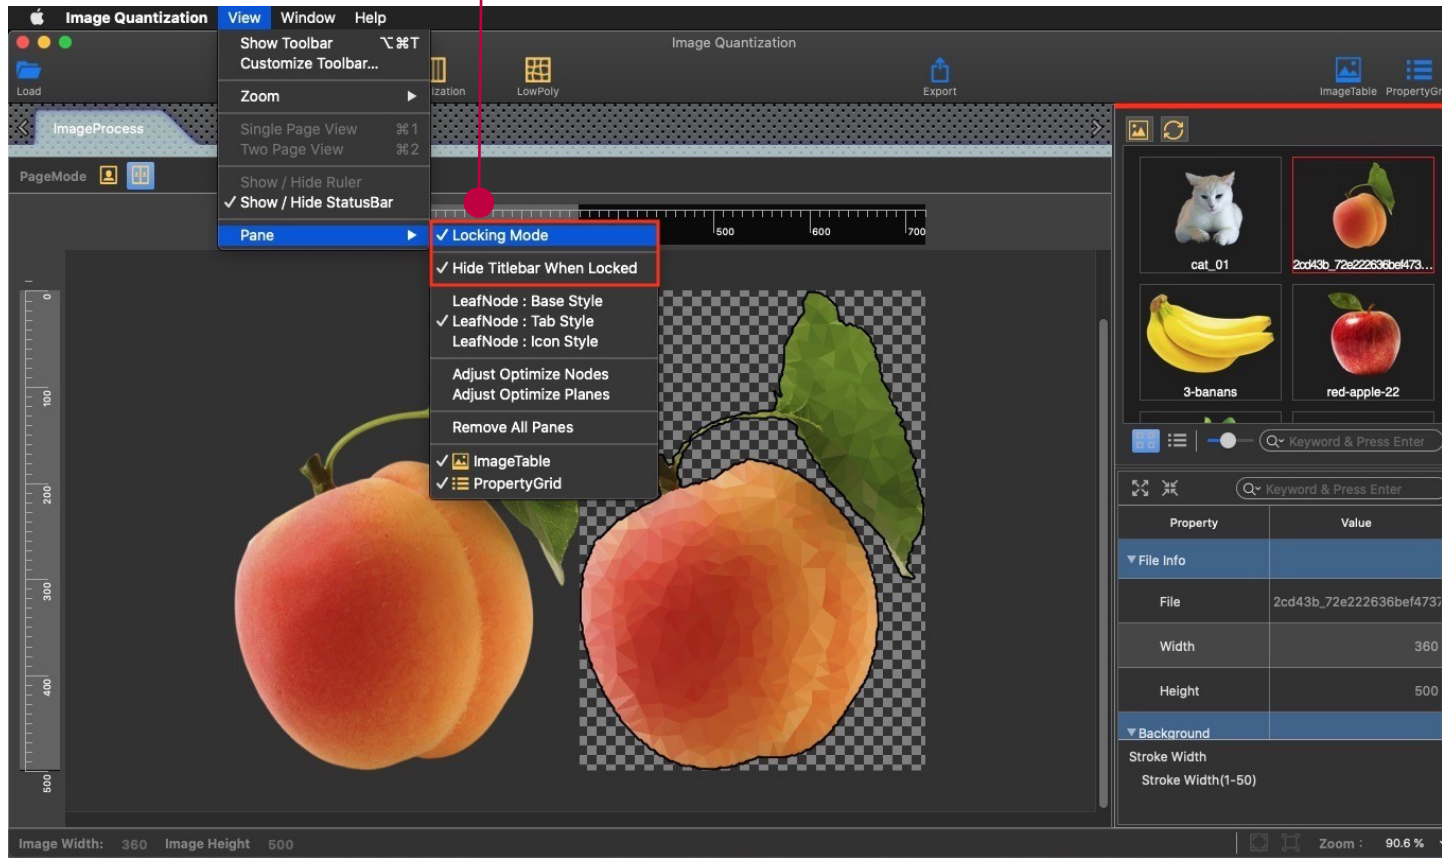 Image Quantization View Window Help
Image Quantization
Show Toolbar ⌥⌘T
Customize Toolbar...
Zoom
Single Page View ⌘1
Two Page View ⌘2
Show / Hide Ruler
✓ Show / Hide StatusBar
Pane
✓ Locking Mode
✓ Hide Titlebar When Locked
LeafNode : Base Style
✓ LeafNode : Tab Style
LeafNode : Icon Style
Adjust Optimize Nodes
Adjust Optimize Planes
Remove All Panes
✓ ImageTable
✓ PropertyGrid
Load
ization
LowPoly
Export
ImageTable PropertyGr
ImageProcess
PageMode
500 600 700
0
100
200
300
400
500
cat_01
2cd43b_72e222636bef473...
3-banans
red-apple-22
Keyword & Press Enter
Keyword & Press Enter
Property Value
File Info
File 2cd43b_72e222636bef4737
Width 360
Height 500
Background
Stroke Width
Stroke Width(1-50)
Image Width: 360 Image Height 500
Zoom : 90.6 %